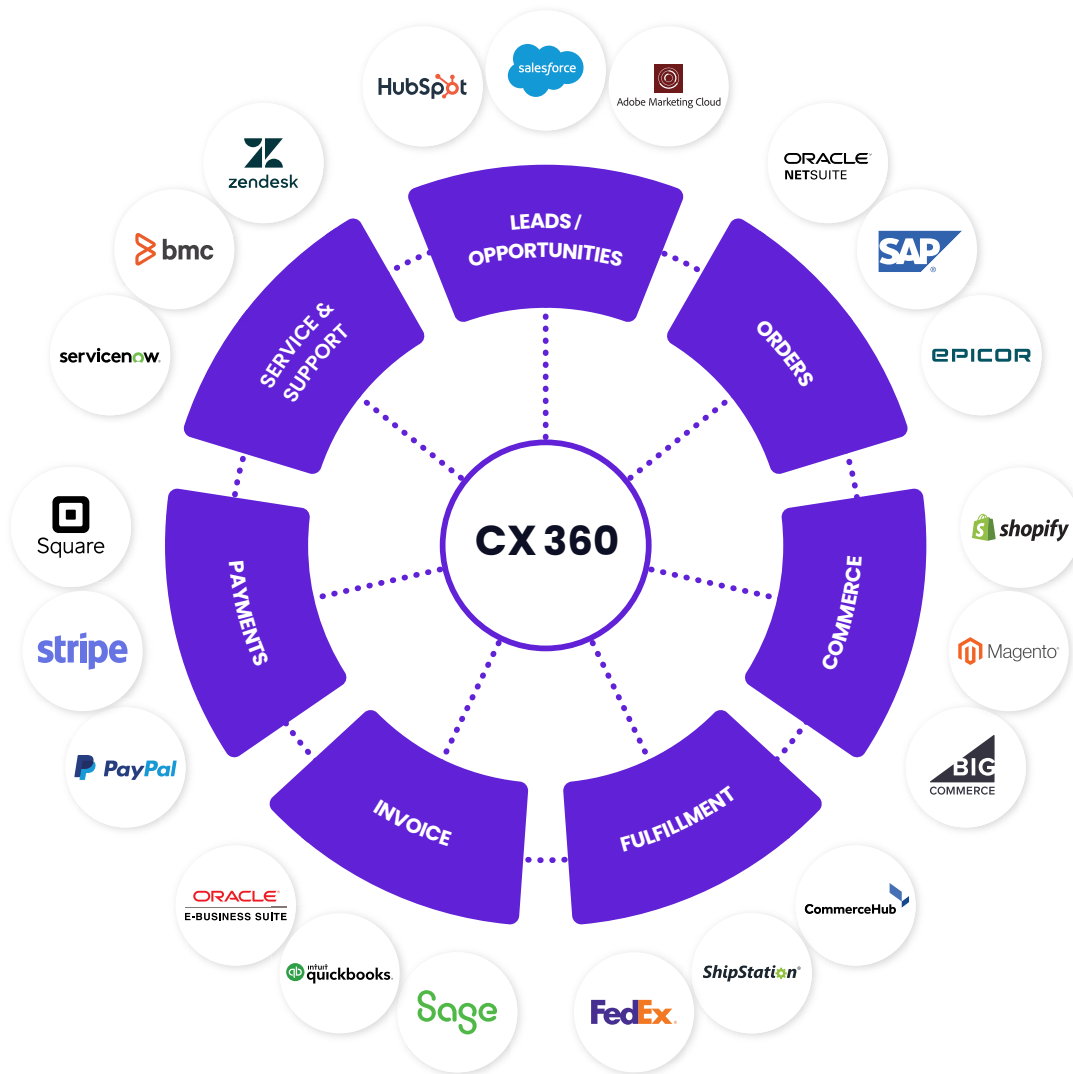 HubSpot
salesforce
Adobe Marketing Cloud
ORACLE
NETSUITE
SAP®
EPICOR
shopify
Magento®
BIG
COMMERCE
CommerceHub
ShipStation®
FedEx®
Sage
intuit
qb quickbooks.
ORACLE®
E-BUSINESS SUITE
PayPal
stripe
Square
servicenow.
bmc
zendesk
LEADS /
OPPORTUNITIES
ORDERS
COMMERCE
FULFILLMENT
INVOICE
PAYMENTS
SERVICE &
SUPPORT
CX 360